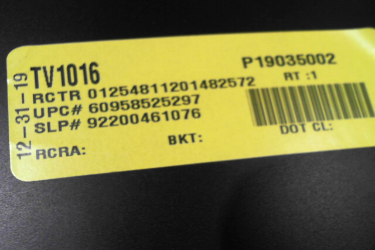 12-31-19
TV1016
P19035002
RCTR 01254811201482572
RT :1
UPC# 60958525297
SLP# 92200461076
BKT:
DOT CL:
RCRA: